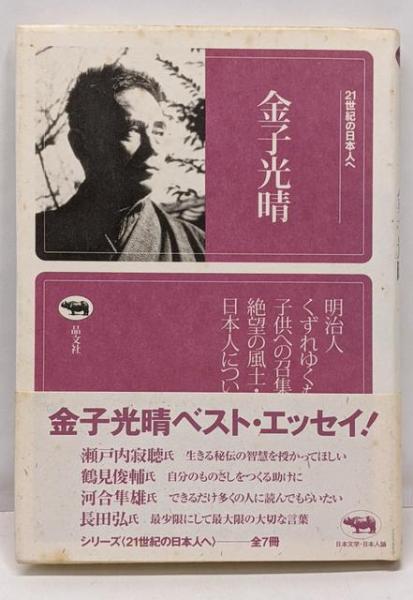 21世紀の日本人へ
金子光晴
明治人
くずれゆく
子供への召集
絶望の風土・
日本人につい
晶文社
金子光晴ベスト・エッセイ!
瀬戸内寂聴氏 生きる秘伝の智慧を授かってほしい
鶴見俊輔氏 自分のものさしをつくる助けに
河合隼雄氏 できるだけ多くの人に読んでもらいたい
長田弘氏 最少限にして最大限の大切な言葉
シリーズ〈21世紀の日本人へ〉――全7冊
日本文学・日本人論